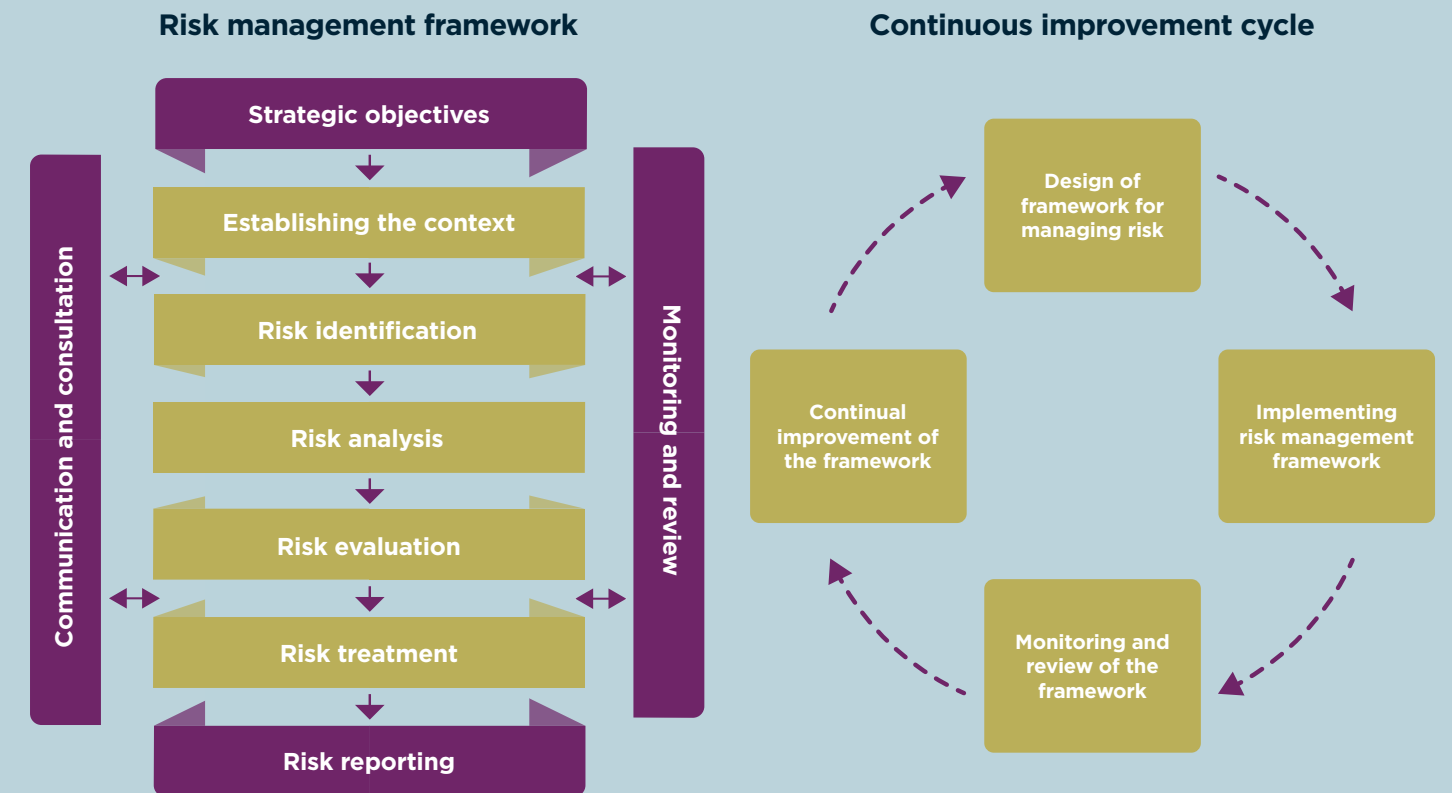 Risk management framework
Strategic objectives
Establishing the context
Risk identification
Risk analysis
Risk evaluation
Risk treatment
Risk reporting
Communication and consultation
Monitoring and review
Continuous improvement cycle
Design of
framework for
managing risk
Implementing
risk management
framework
Monitoring and
review of the
framework
Continual
improvement of
the framework